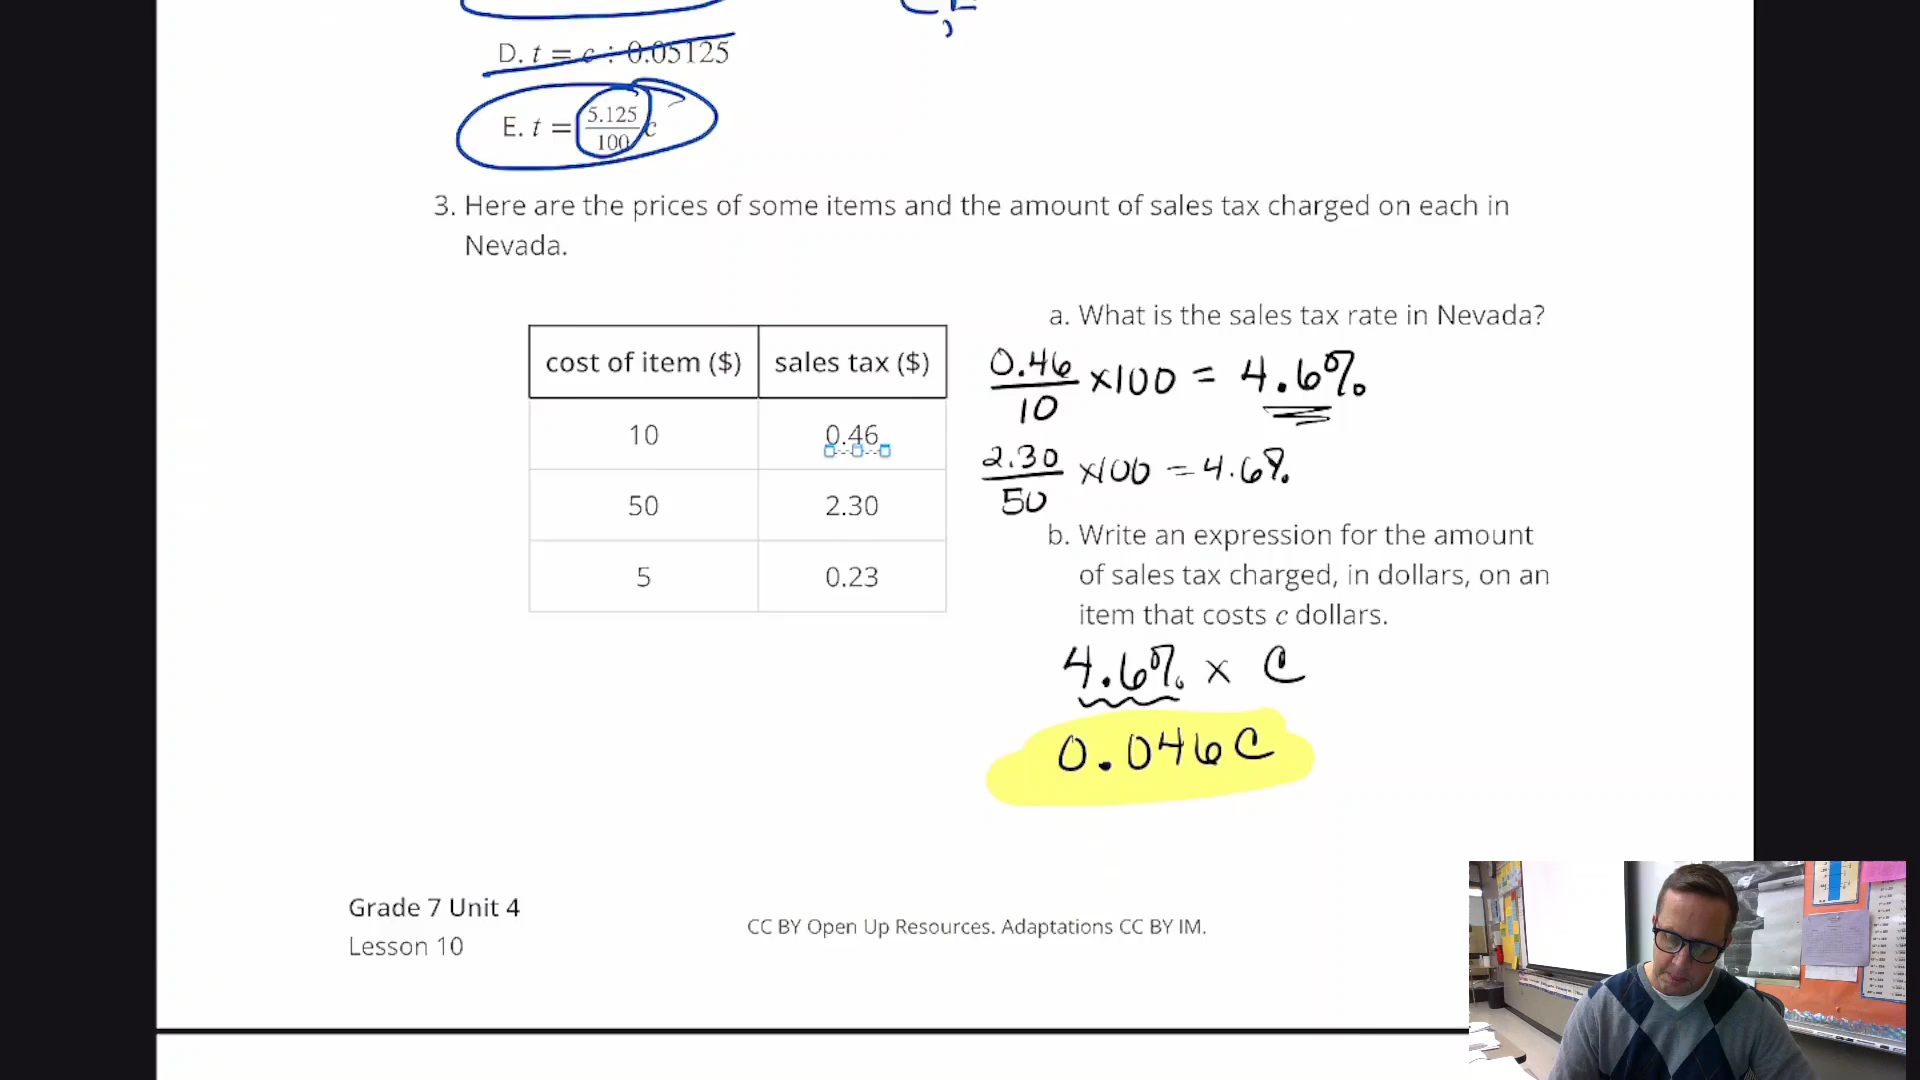 D. t = c ÷ 0.05125
E. t = 5.125/100 c
3. Here are the prices of some items and the amount of sales tax charged on each in
Nevada.
a. What is the sales tax rate in Nevada?
cost of item ($) sales tax ($)
10 0.46
50 2.30
5 0.23
0.46/10 ×100 = 4.6%
2.30/50 ×100 = 4.6%
b. Write an expression for the amount
of sales tax charged, in dollars, on an
item that costs c dollars.
4.6% × C
0.046C
Grade 7 Unit 4
Lesson 10
CC BY Open Up Resources. Adaptations CC BY IM.